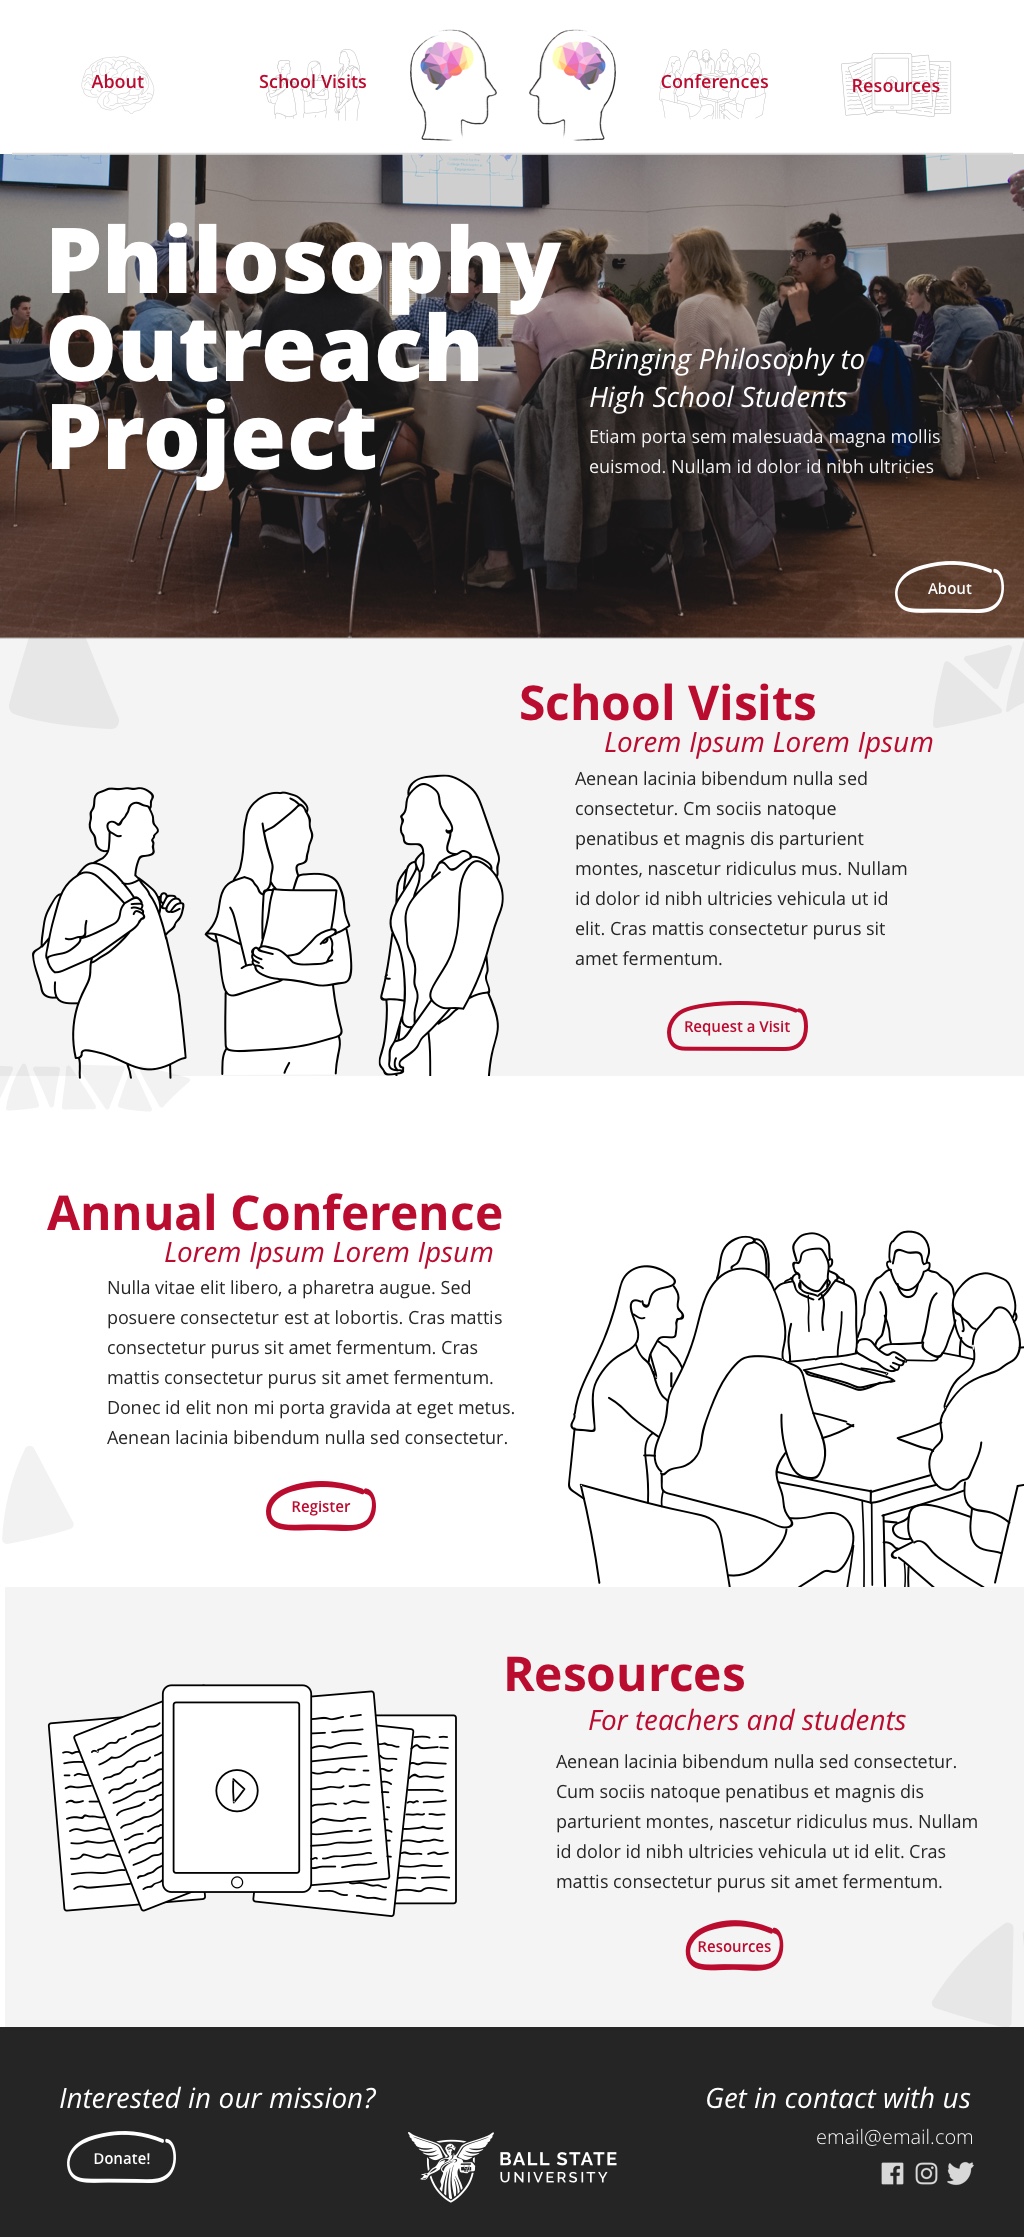 About
School Visits
Conferences
Resources
Philosophy
Outreach
Project
Bringing Philosophy to
High School Students
Etiam porta sem malesuada magna mollis
euismod. Nullam id dolor id nibh ultricies
About
School Visits
Lorem Ipsum Lorem Ipsum
Aenean lacinia bibendum nulla sed
consectetur. Cm sociis natoque
penatibus et magnis dis parturient
montes, nascetur ridiculus mus. Nullam
id dolor id nibh ultricies vehicula ut id
elit. Cras mattis consectetur purus sit
amet fermentum.
Request a Visit
Annual Conference
Lorem Ipsum Lorem Ipsum
Nulla vitae elit libero, a pharetra augue. Sed
posuere consectetur est at lobortis. Cras mattis
consectetur purus sit amet fermentum. Cras
mattis consectetur purus sit amet fermentum.
Donec id elit non mi porta gravida at eget metus.
Aenean lacinia bibendum nulla sed consectetur.
Register
Resources
For teachers and students
Aenean lacinia bibendum nulla sed consectetur.
Cum sociis natoque penatibus et magnis dis
parturient montes, nascetur ridiculus mus. Nullam
id dolor id nibh ultricies vehicula ut id elit. Cras
mattis consectetur purus sit amet fermentum.
Resources
Interested in our mission?
Donate!
BALL STATE
UNIVERSITY
Get in contact with us
email@email.com